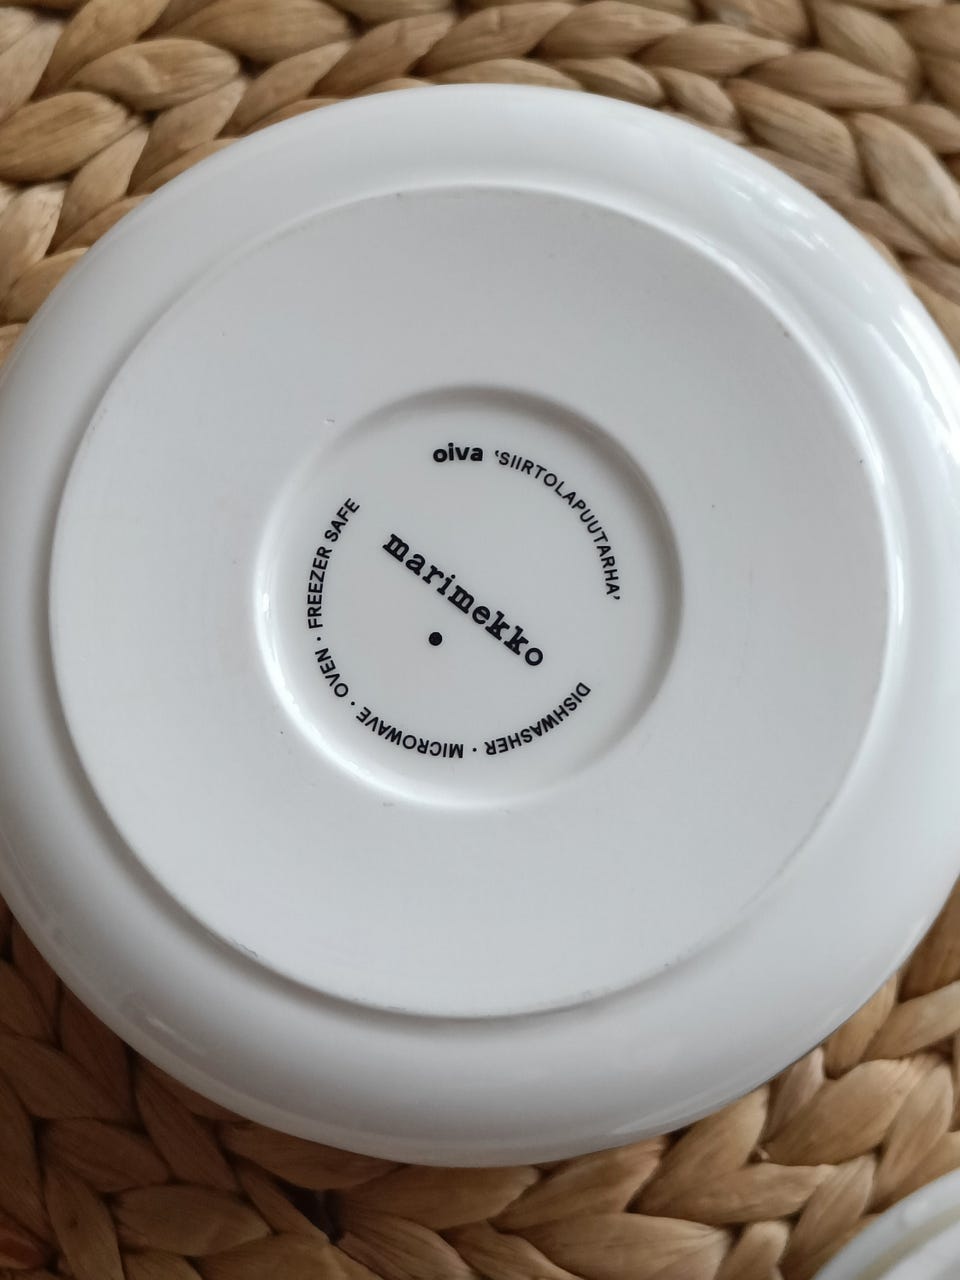 oiva 'SIIRTOLAPUUTARHA'
marimekko
DISHWASHER · MICROWAVE · OVEN · FREEZER SAFE